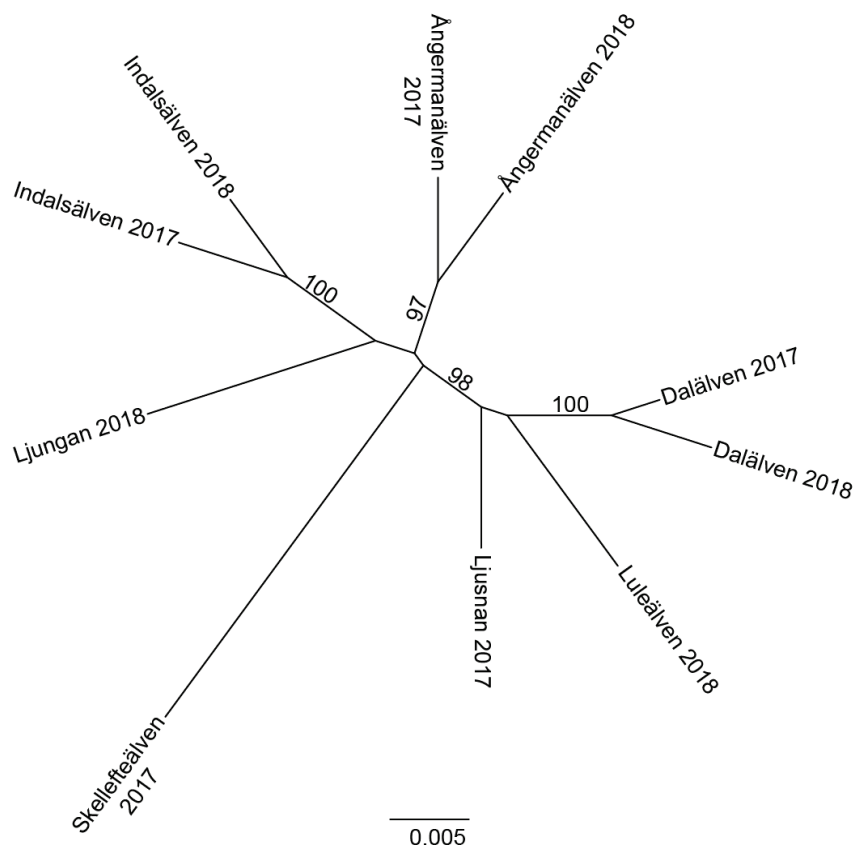 Ångermanälven
2017
Ångermanälven 2018
Indalsälven 2018
Indalsälven 2017
100
97
98
100
Dalälven 2017
Dalälven 2018
Ljungan 2018
Ljusnan 2017
Luleälven 2018
Skellefteälven
2017
0.005